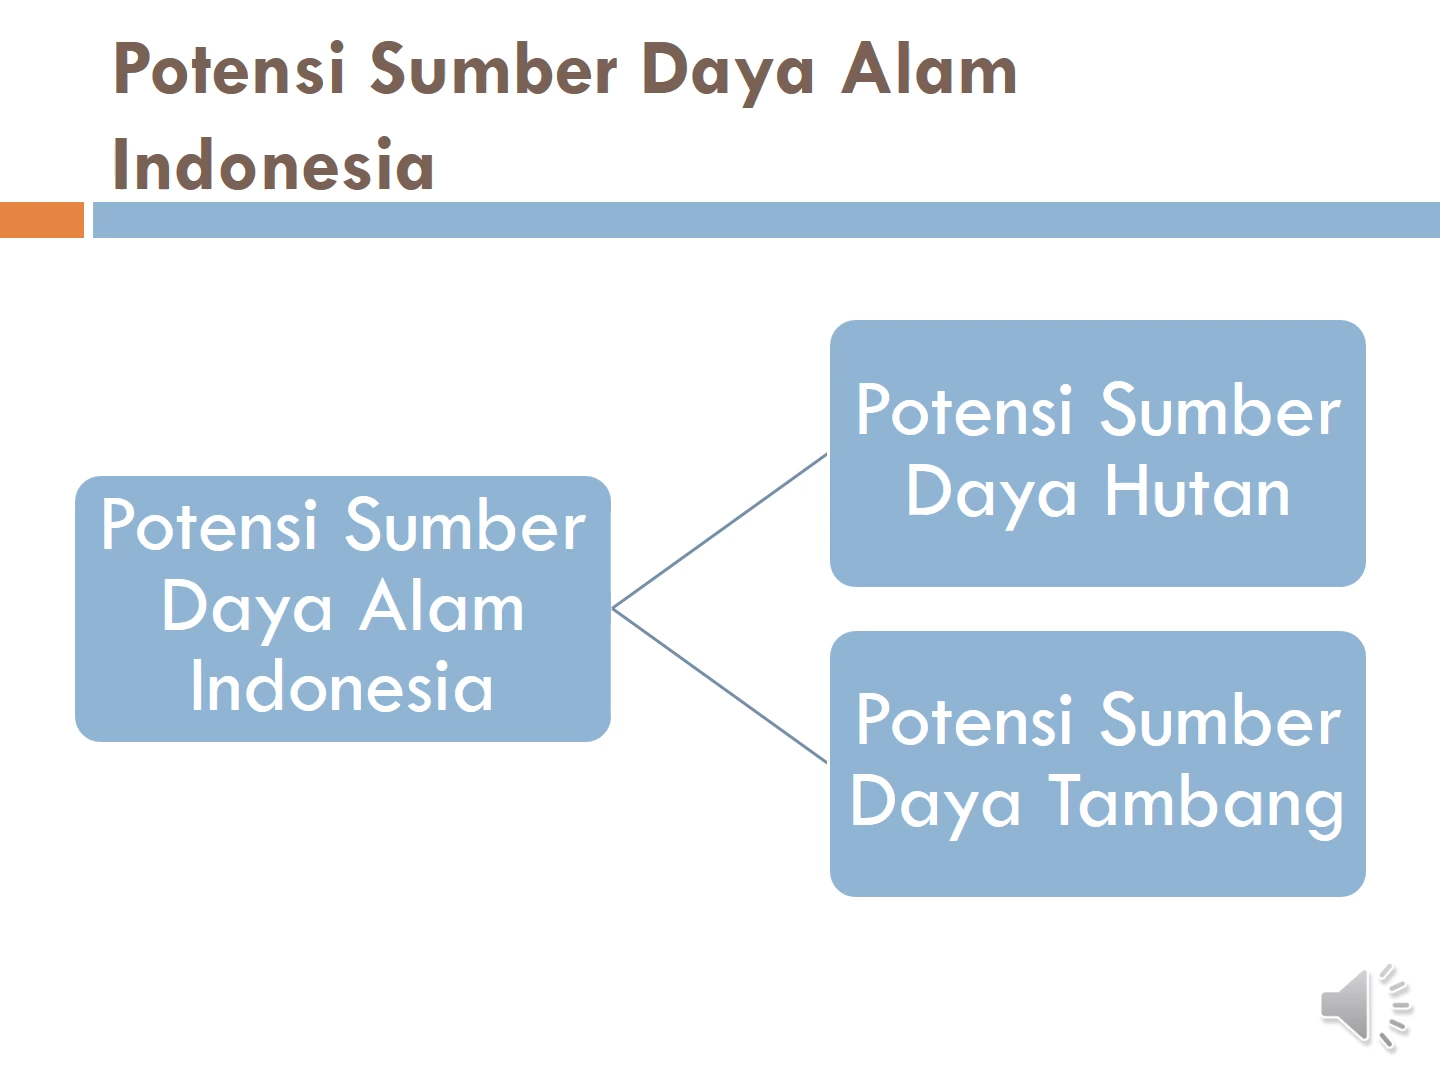 Potensi Sumber Daya Alam
Indonesia
Potensi Sumber
Daya Alam
Indonesia
Potensi Sumber
Daya Hutan
Potensi Sumber
Daya Tambang